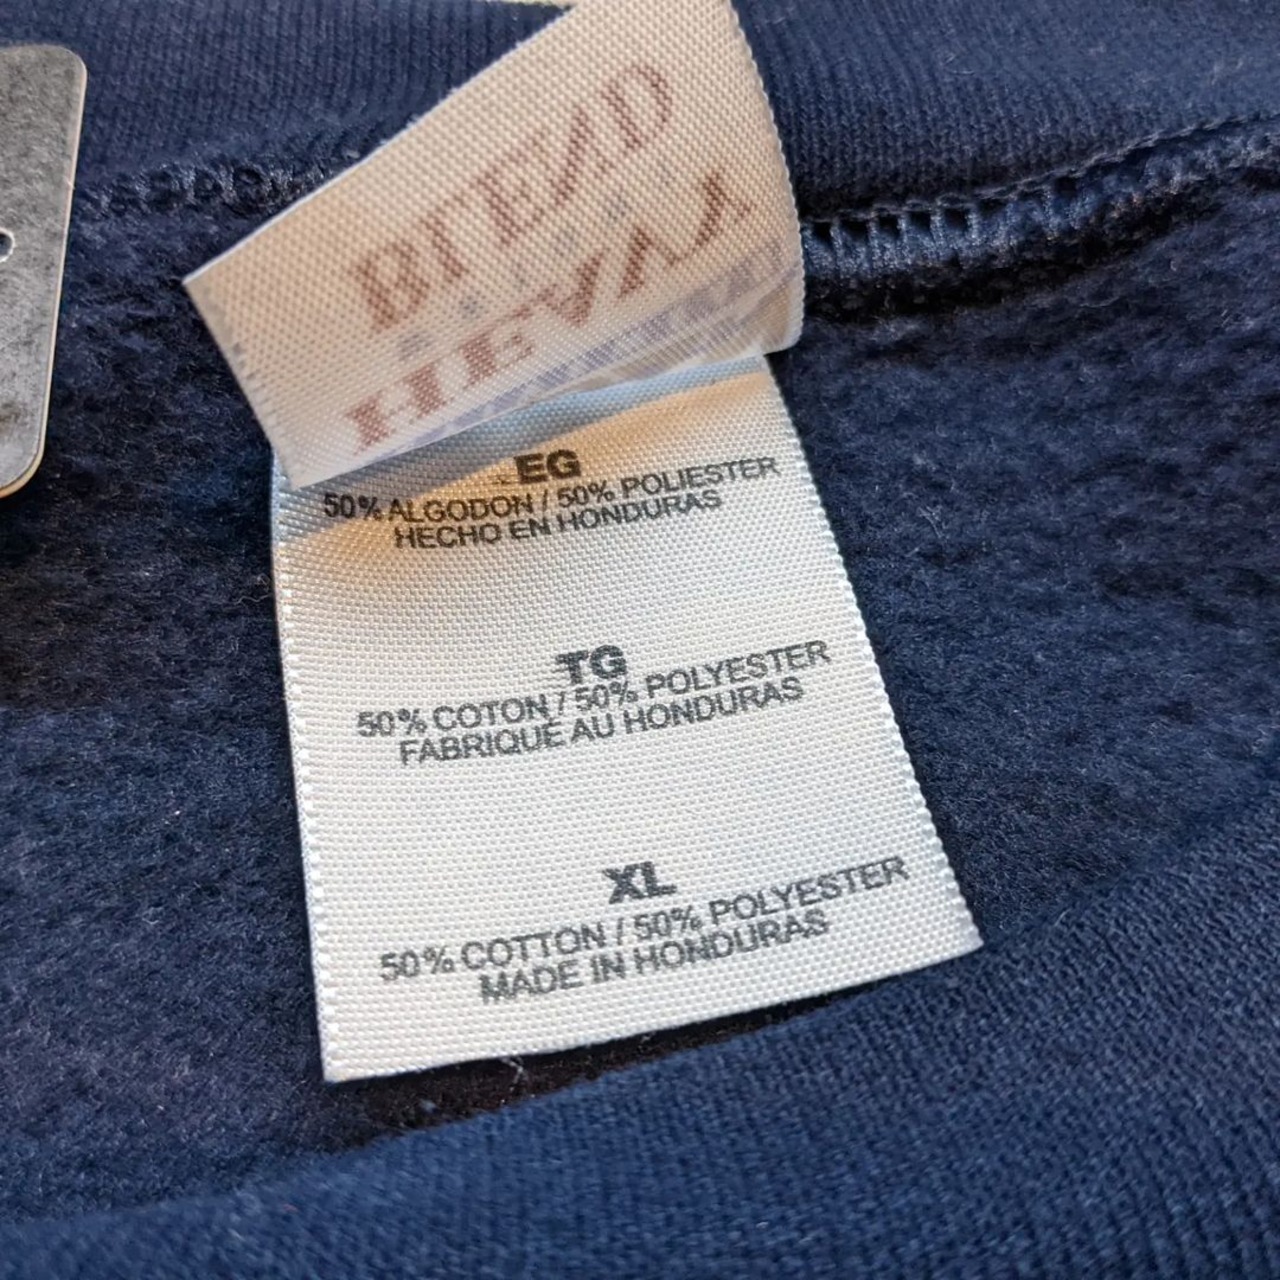 EG
50% ALGODON / 50% POLIESTER
HECHO EN HONDURAS
TG
50% COTON / 50% POLYESTER
FABRIQUÉ AU HONDURAS
XL
50% COTTON / 50% POLYESTER
MADE IN HONDURAS